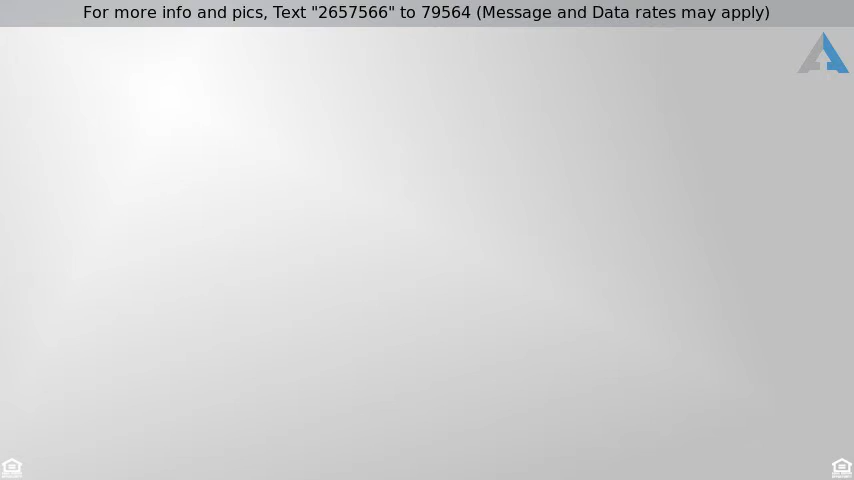 For more info and pics, Text "2657566" to 79564 (Message and Data rates may apply)